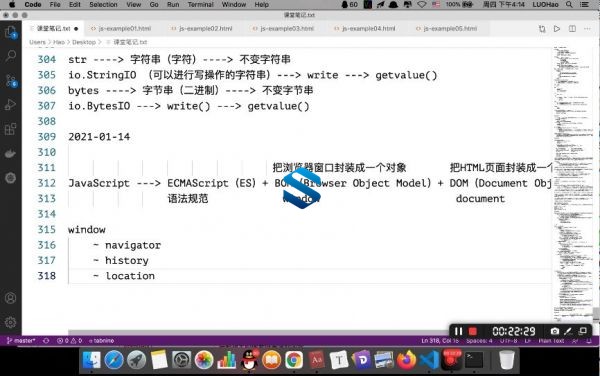 Code File Edit Selection View Go Run Terminal Window Help 周四 下午4:14 LUOHao
课堂笔记.txt
课堂笔记.txt js-example01.html js-example02.html js-example03.html js-example04.html js-example05.html
Users > Hao > Desktop > 课堂笔记.txt
304 str ----> 字符串（字符）----> 不变字符串
305 io.StringIO （可以进行写操作的字符串）---> write ---> getvalue()
306 bytes ----> 字节串（二进制）----> 不变字节串
307 io.BytesIO ---> write() ---> getvalue()
308
309 2021-01-14
310
311 把浏览器窗口封装成一个对象 把HTML页面封装成一个
312 JavaScript ---> ECMAScript (ES) + BOM (Browser Object Model) + DOM (Document Obj
313 语法规范 window document
314
315 window
316 ~ navigator
317 ~ history
318 ~ location
00:22:29
master* 0 0 tabnine Ln 318, Col 15 Spaces: 4 UTF-8 LF Plain Text